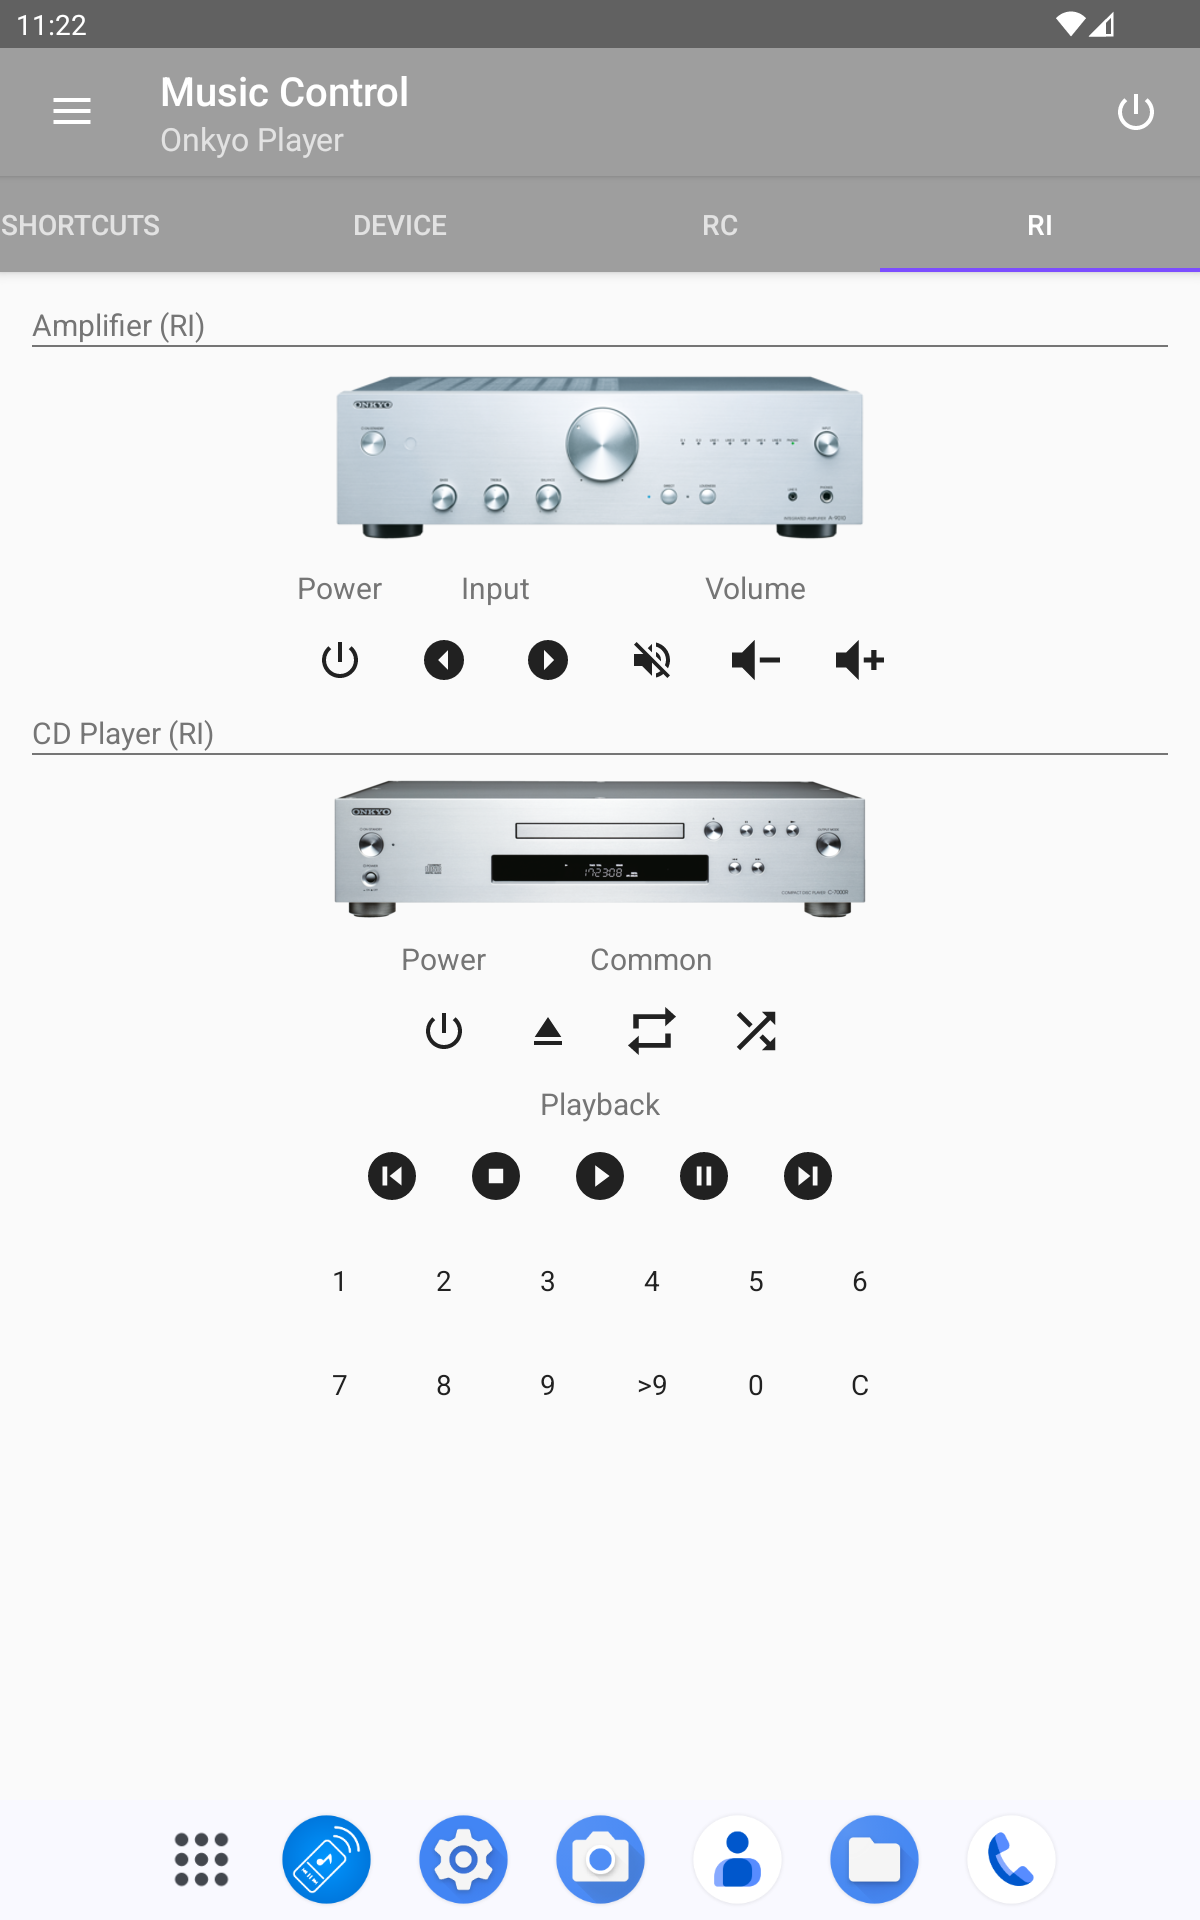 11:22
Music Control
Onkyo Player
SHORTCUTS
DEVICE
RC
RI
Amplifier (RI)
ONKYO
Power
Input
Volume
CD Player (RI)
ONKYO
Power
Common
Playback
1 2 3 4 5 6
7 8 9 >9 0 C